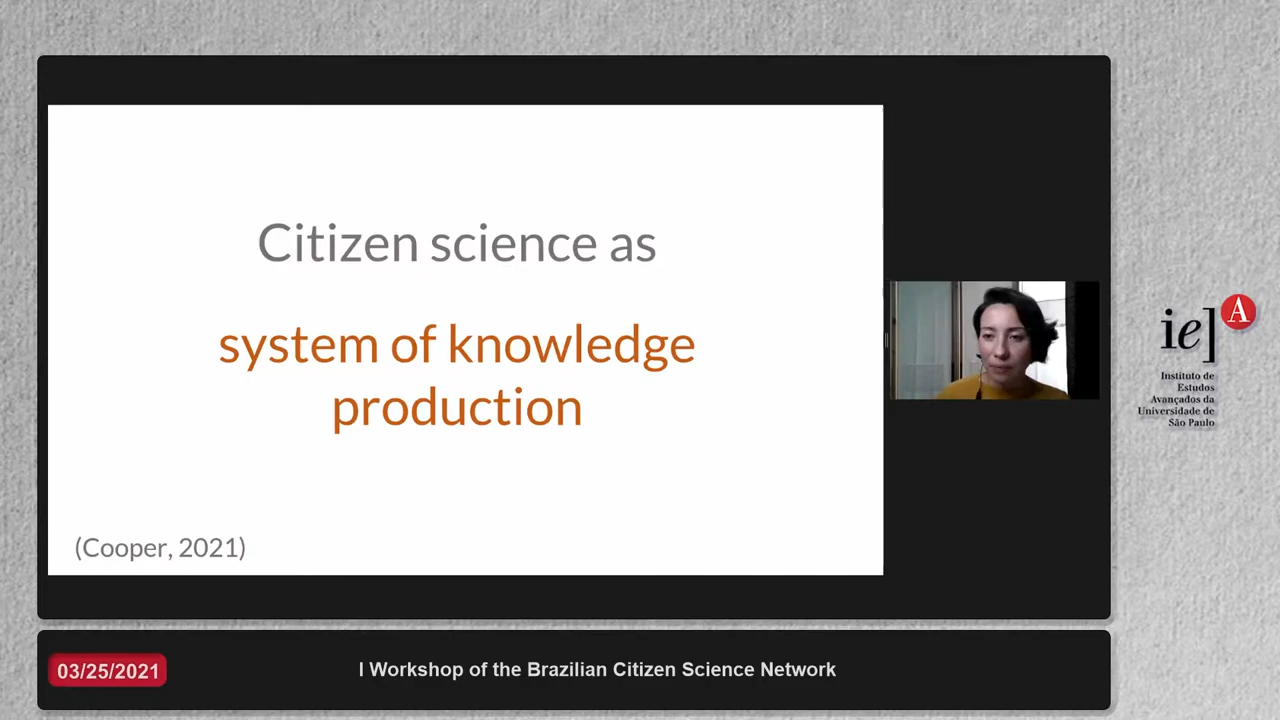 Citizen science as
system of knowledge
production
(Cooper, 2021)
ie]
A
Instituto de
Estudos
Avançados da
Universidade de
São Paulo
03/25/2021
I Workshop of the Brazilian Citizen Science Network